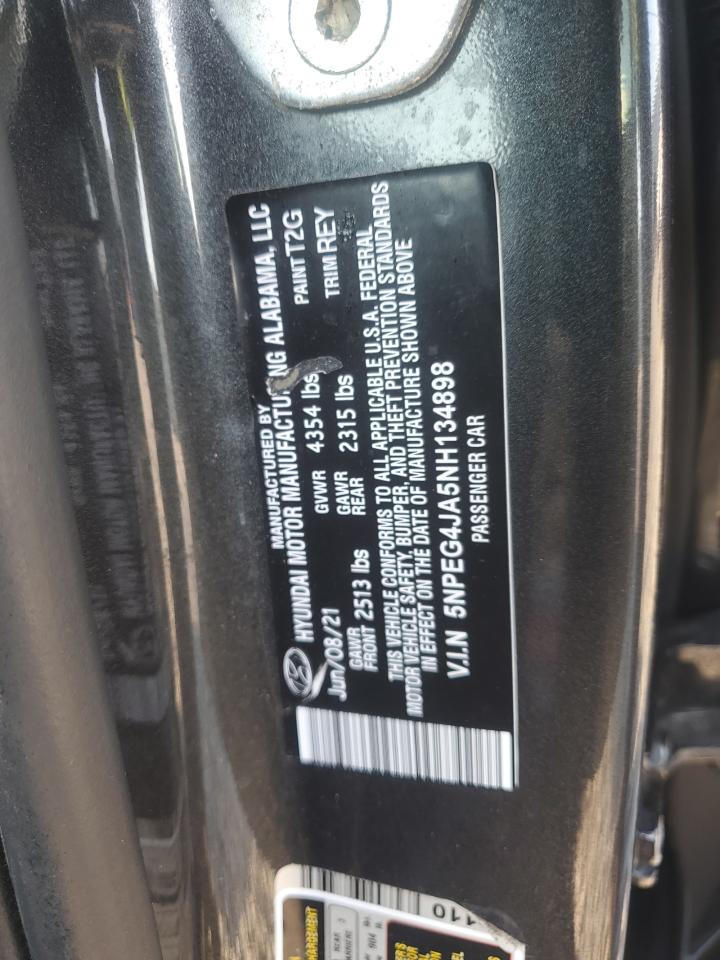 MANUFACTURED BY
HYUNDAI MOTOR MANUFACTURING ALABAMA, LLC
Jun/08/21 GVWR 4354 lbs PAINT T2G
GAWR FRONT 2513 lbs GAWR REAR 2315 lbs TRIM REY
THIS VEHICLE CONFORMS TO ALL APPLICABLE U.S.A. FEDERAL
MOTOR VEHICLE SAFETY, BUMPER, AND THEFT PREVENTION STANDARDS
IN EFFECT ON THE DATE OF MANUFACTURE SHOWN ABOVE
V.I.N 5NPEG4JA5NH134898
PASSENGER CAR
110